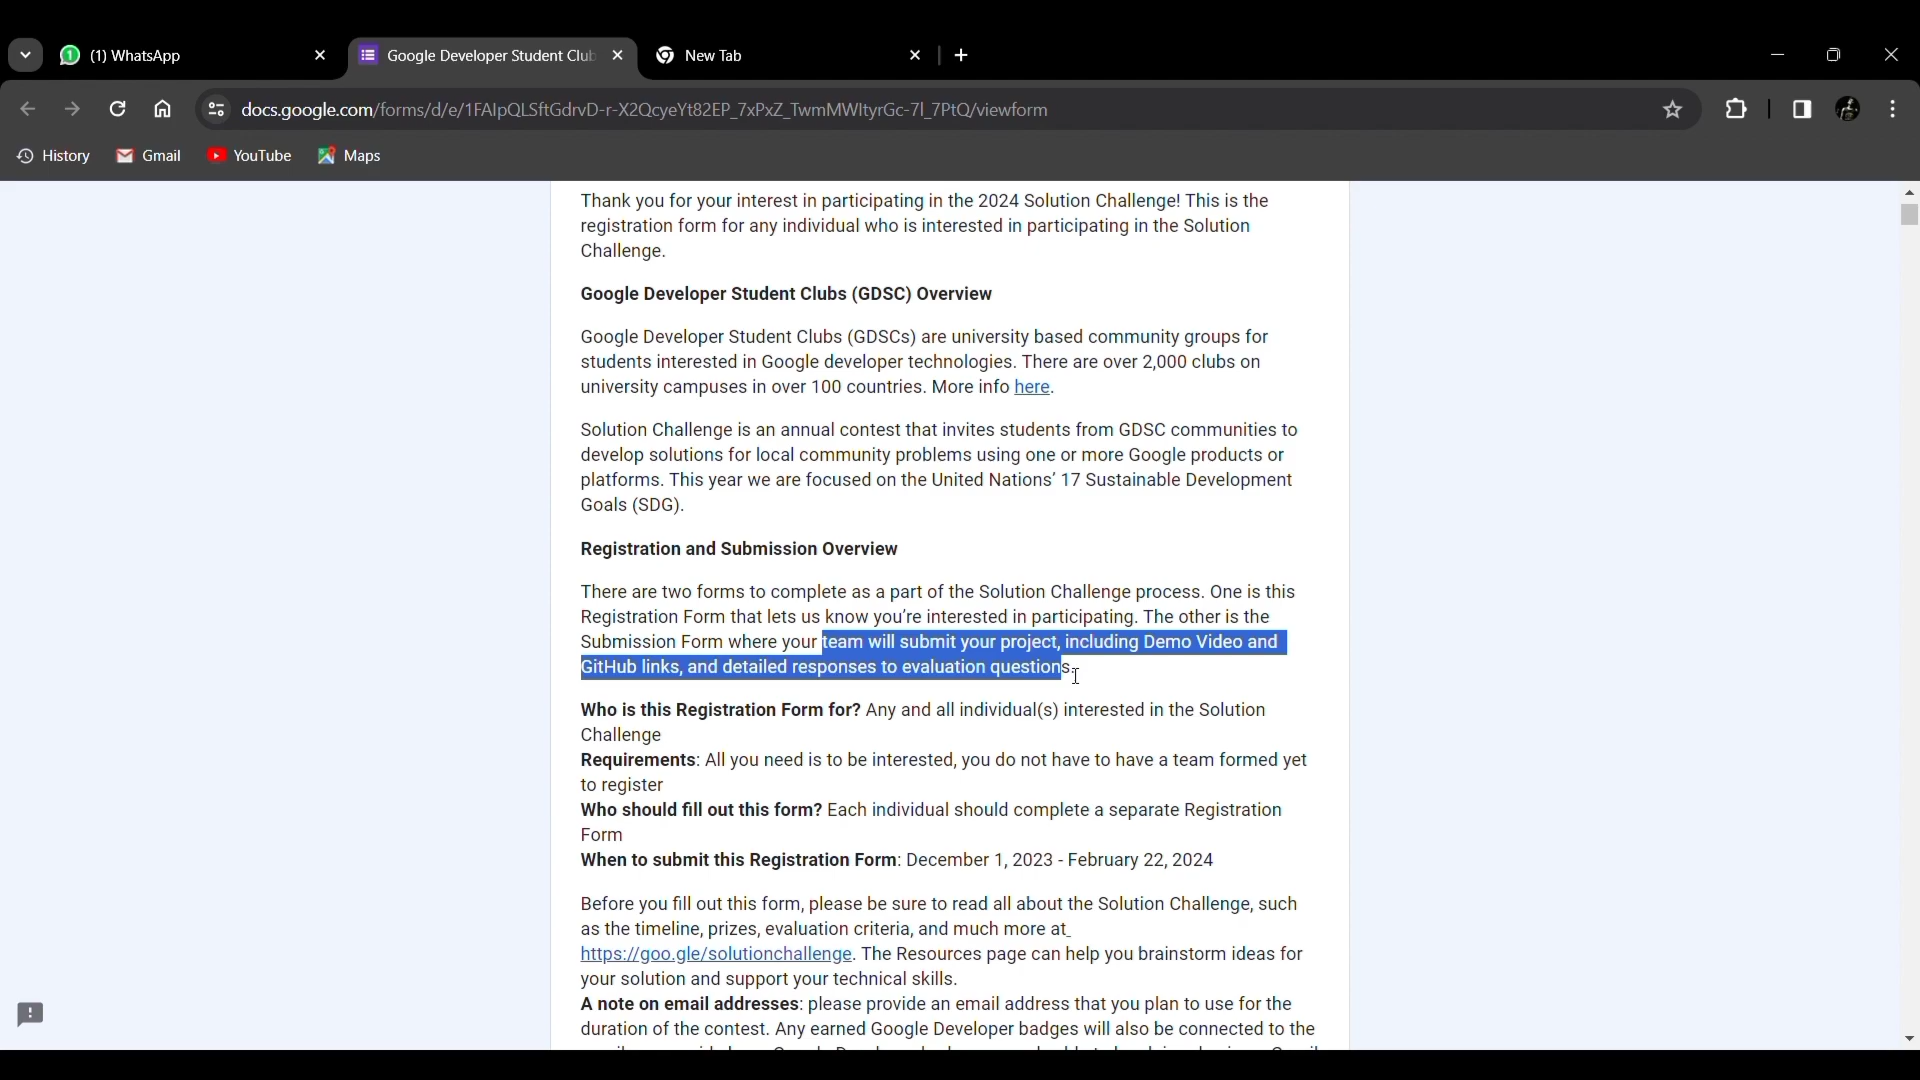 (1) WhatsApp
Google Developer Student Club
New Tab
docs.google.com/forms/d/e/1FAIpQLSftGdrvD-r-X2QcyeYt82EP_7xPxZ_TwmMWItyrGc-7l_7PtQ/viewform
History
Gmail
YouTube
Maps
Thank you for your interest in participating in the 2024 Solution Challenge! This is the
registration form for any individual who is interested in participating in the Solution
Challenge.
Google Developer Student Clubs (GDSC) Overview
Google Developer Student Clubs (GDSCs) are university based community groups for
students interested in Google developer technologies. There are over 2,000 clubs on
university campuses in over 100 countries. More info here.
Solution Challenge is an annual contest that invites students from GDSC communities to
develop solutions for local community problems using one or more Google products or
platforms. This year we are focused on the United Nations’ 17 Sustainable Development
Goals (SDG).
Registration and Submission Overview
There are two forms to complete as a part of the Solution Challenge process. One is this
Registration Form that lets us know you’re interested in participating. The other is the
Submission Form where your team will submit your project, including Demo Video and
GitHub links, and detailed responses to evaluation questions.
Who is this Registration Form for? Any and all individual(s) interested in the Solution
Challenge
Requirements: All you need is to be interested, you do not have to have a team formed yet
to register
Who should fill out this form? Each individual should complete a separate Registration
Form
When to submit this Registration Form: December 1, 2023 - February 22, 2024
Before you fill out this form, please be sure to read all about the Solution Challenge, such
as the timeline, prizes, evaluation criteria, and much more at
https://goo.gle/solutionchallenge. The Resources page can help you brainstorm ideas for
your solution and support your technical skills.
A note on email addresses: please provide an email address that you plan to use for the
duration of the contest. Any earned Google Developer badges will also be connected to the